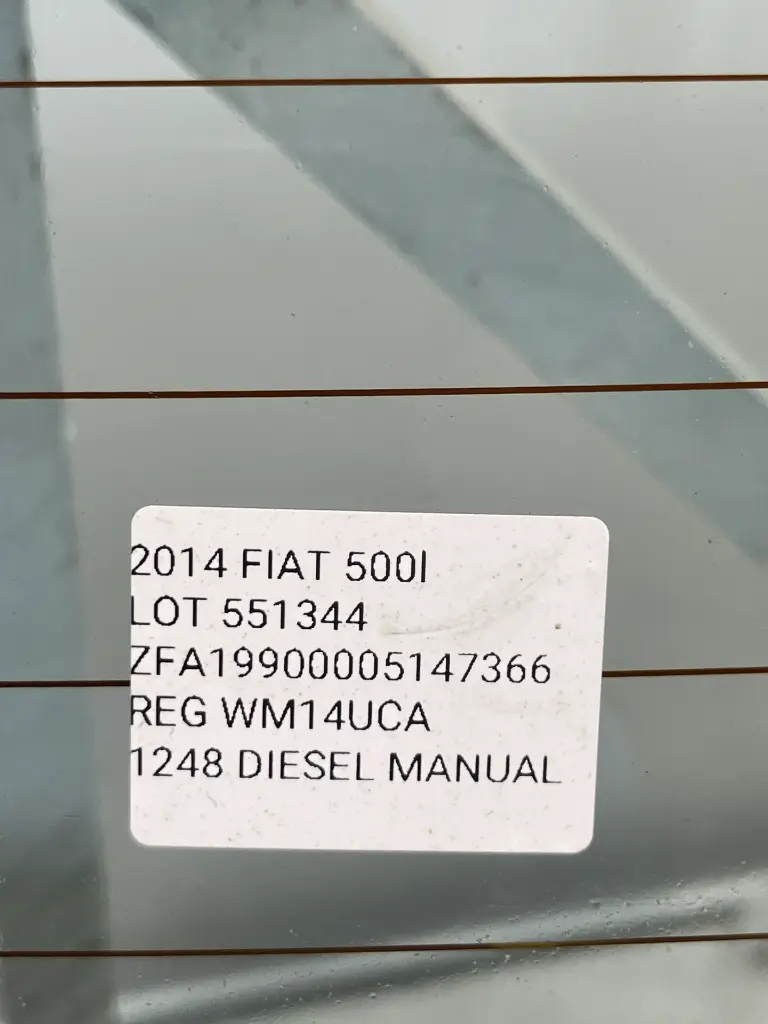 2014 FIAT 500l
LOT 551344
ZFA19900005147366
REG WM14UCA
1248 DIESEL MANUAL